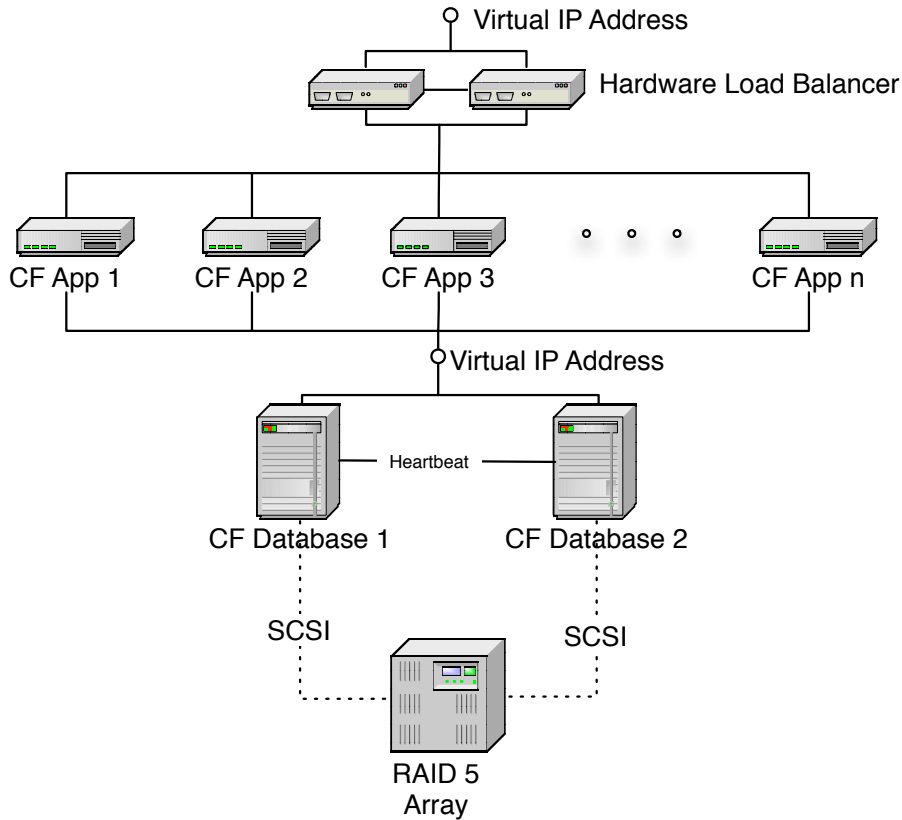 Virtual IP Address
Hardware Load Balancer
CF App 1
CF App 2
CF App 3
CF App n
Virtual IP Address
Heartbeat
CF Database 1
CF Database 2
SCSI
SCSI
RAID 5
Array